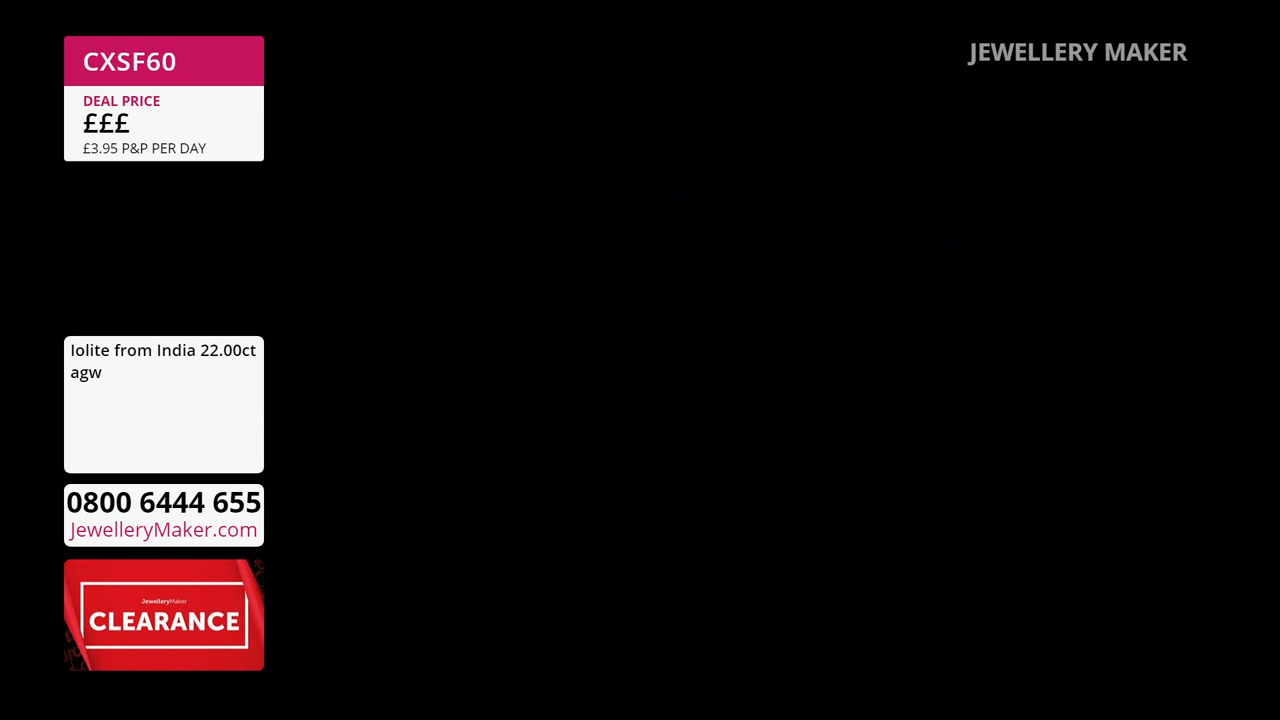 CXSF60
DEAL PRICE
£££
£3.95 P&P PER DAY
JEWELLERY MAKER
Iolite from India 22.00ct
agw
0800 6444 655
JewelleryMaker.com
JewelleryMaker
CLEARANCE